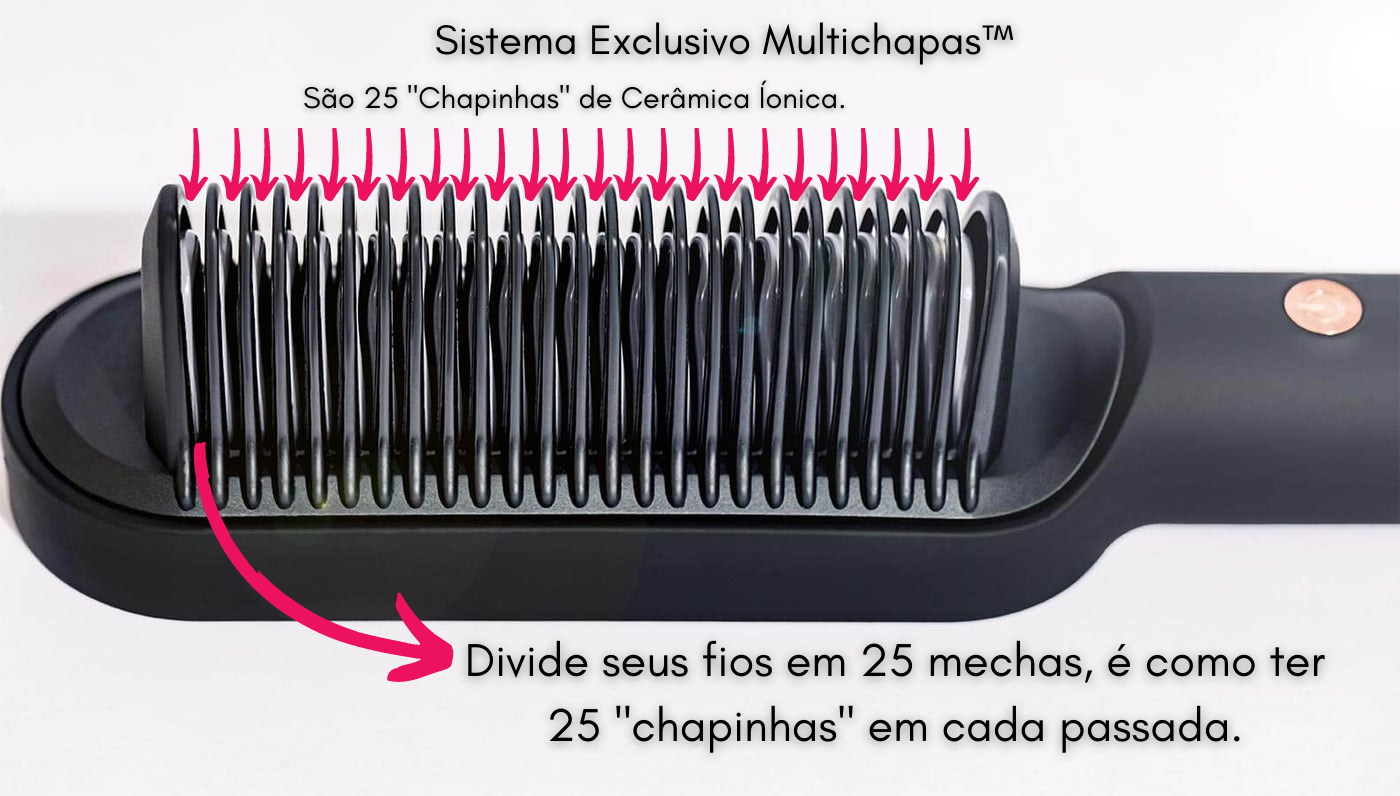 Sistema Exclusivo Multichapas™
São 25 "Chapinhas" de Cerâmica Íonica.
Divide seus fios em 25 mechas, é como ter
25 "chapinhas" em cada passada.